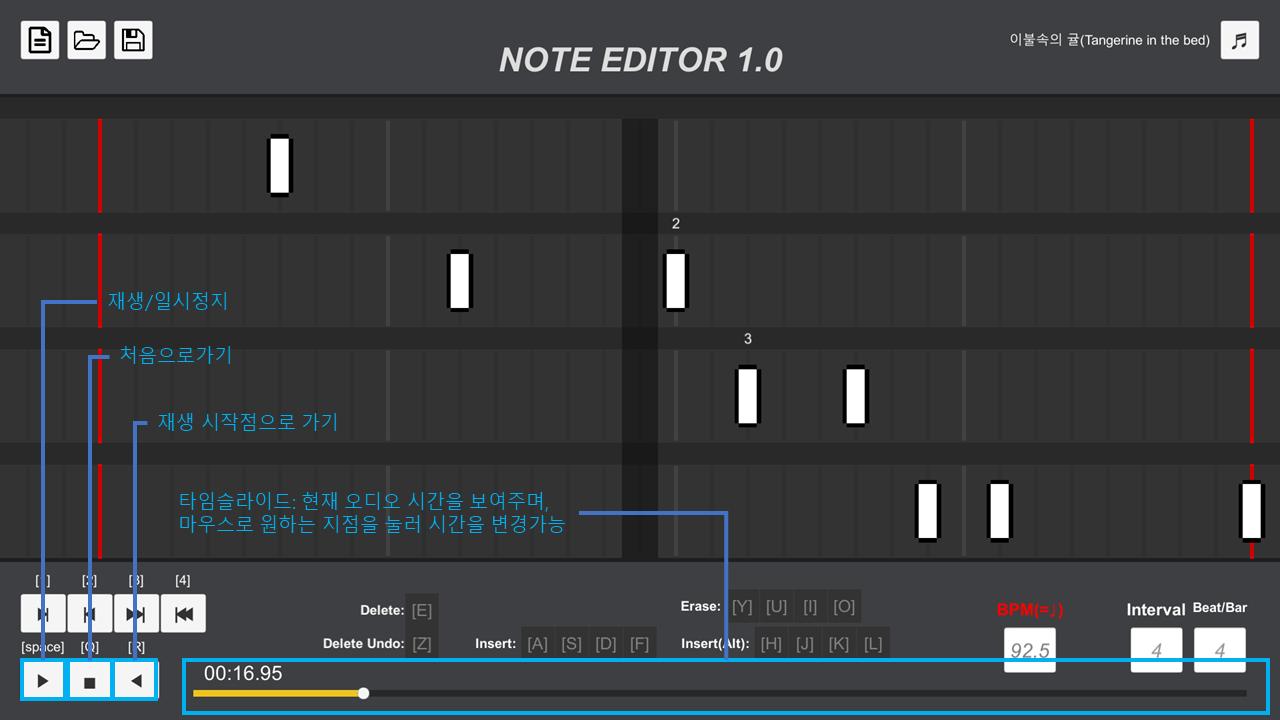 이불속의 귤(Tangerine in the bed)
NOTE EDITOR 1.0
2
재생/일시정지
3
처음으로가기
재생 시작점으로 가기
타임슬라이드: 현재 오디오 시간을 보여주며,
마우스로 원하는 지점을 눌러 시간을 변경가능
[1] [2] [3] [4]
Delete: [E]
Erase: [Y] [U] [I] [O]
BPM(=♩) Interval Beat/Bar
Delete Undo: [Z] Insert: [A] [S] [D] [F] Insert(Alt): [H] [J] [K] [L]
[space] [Q] [R]
92.5 4 4
00:16.95